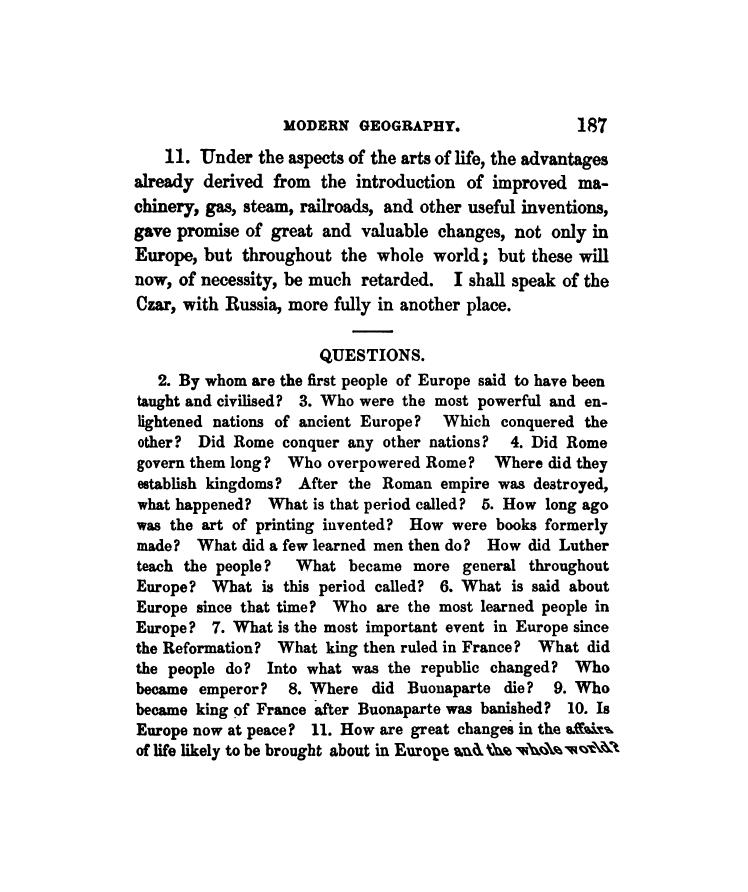 MODERN GEOGRAPHY. 187
11. Under the aspects of the arts of life, the advantages
already derived from the introduction of improved ma-
chinery, gas, steam, railroads, and other useful inventions,
gave promise of great and valuable changes, not only in
Europe, but throughout the whole world; but these will
now, of necessity, be much retarded. I shall speak of the
Czar, with Russia, more fully in another place.
QUESTIONS.
2. By whom are the first people of Europe said to have been
taught and civilised? 3. Who were the most powerful and en-
lightened nations of ancient Europe? Which conquered the
other? Did Rome conquer any other nations? 4. Did Rome
govern them long? Who overpowered Rome? Where did they
establish kingdoms? After the Roman empire was destroyed,
what happened? What is that period called? 5. How long ago
was the art of printing invented? How were books formerly
made? What did a few learned men then do? How did Luther
teach the people? What became more general throughout
Europe? What is this period called? 6. What is said about
Europe since that time? Who are the most learned people in
Europe? 7. What is the most important event in Europe since
the Reformation? What king then ruled in France? What did
the people do? Into what was the republic changed? Who
became emperor? 8. Where did Buonaparte die? 9. Who
became king of France after Buonaparte was banished? 10. Is
Europe now at peace? 11. How are great changes in the affairs
of life likely to be brought about in Europe and the whole world?